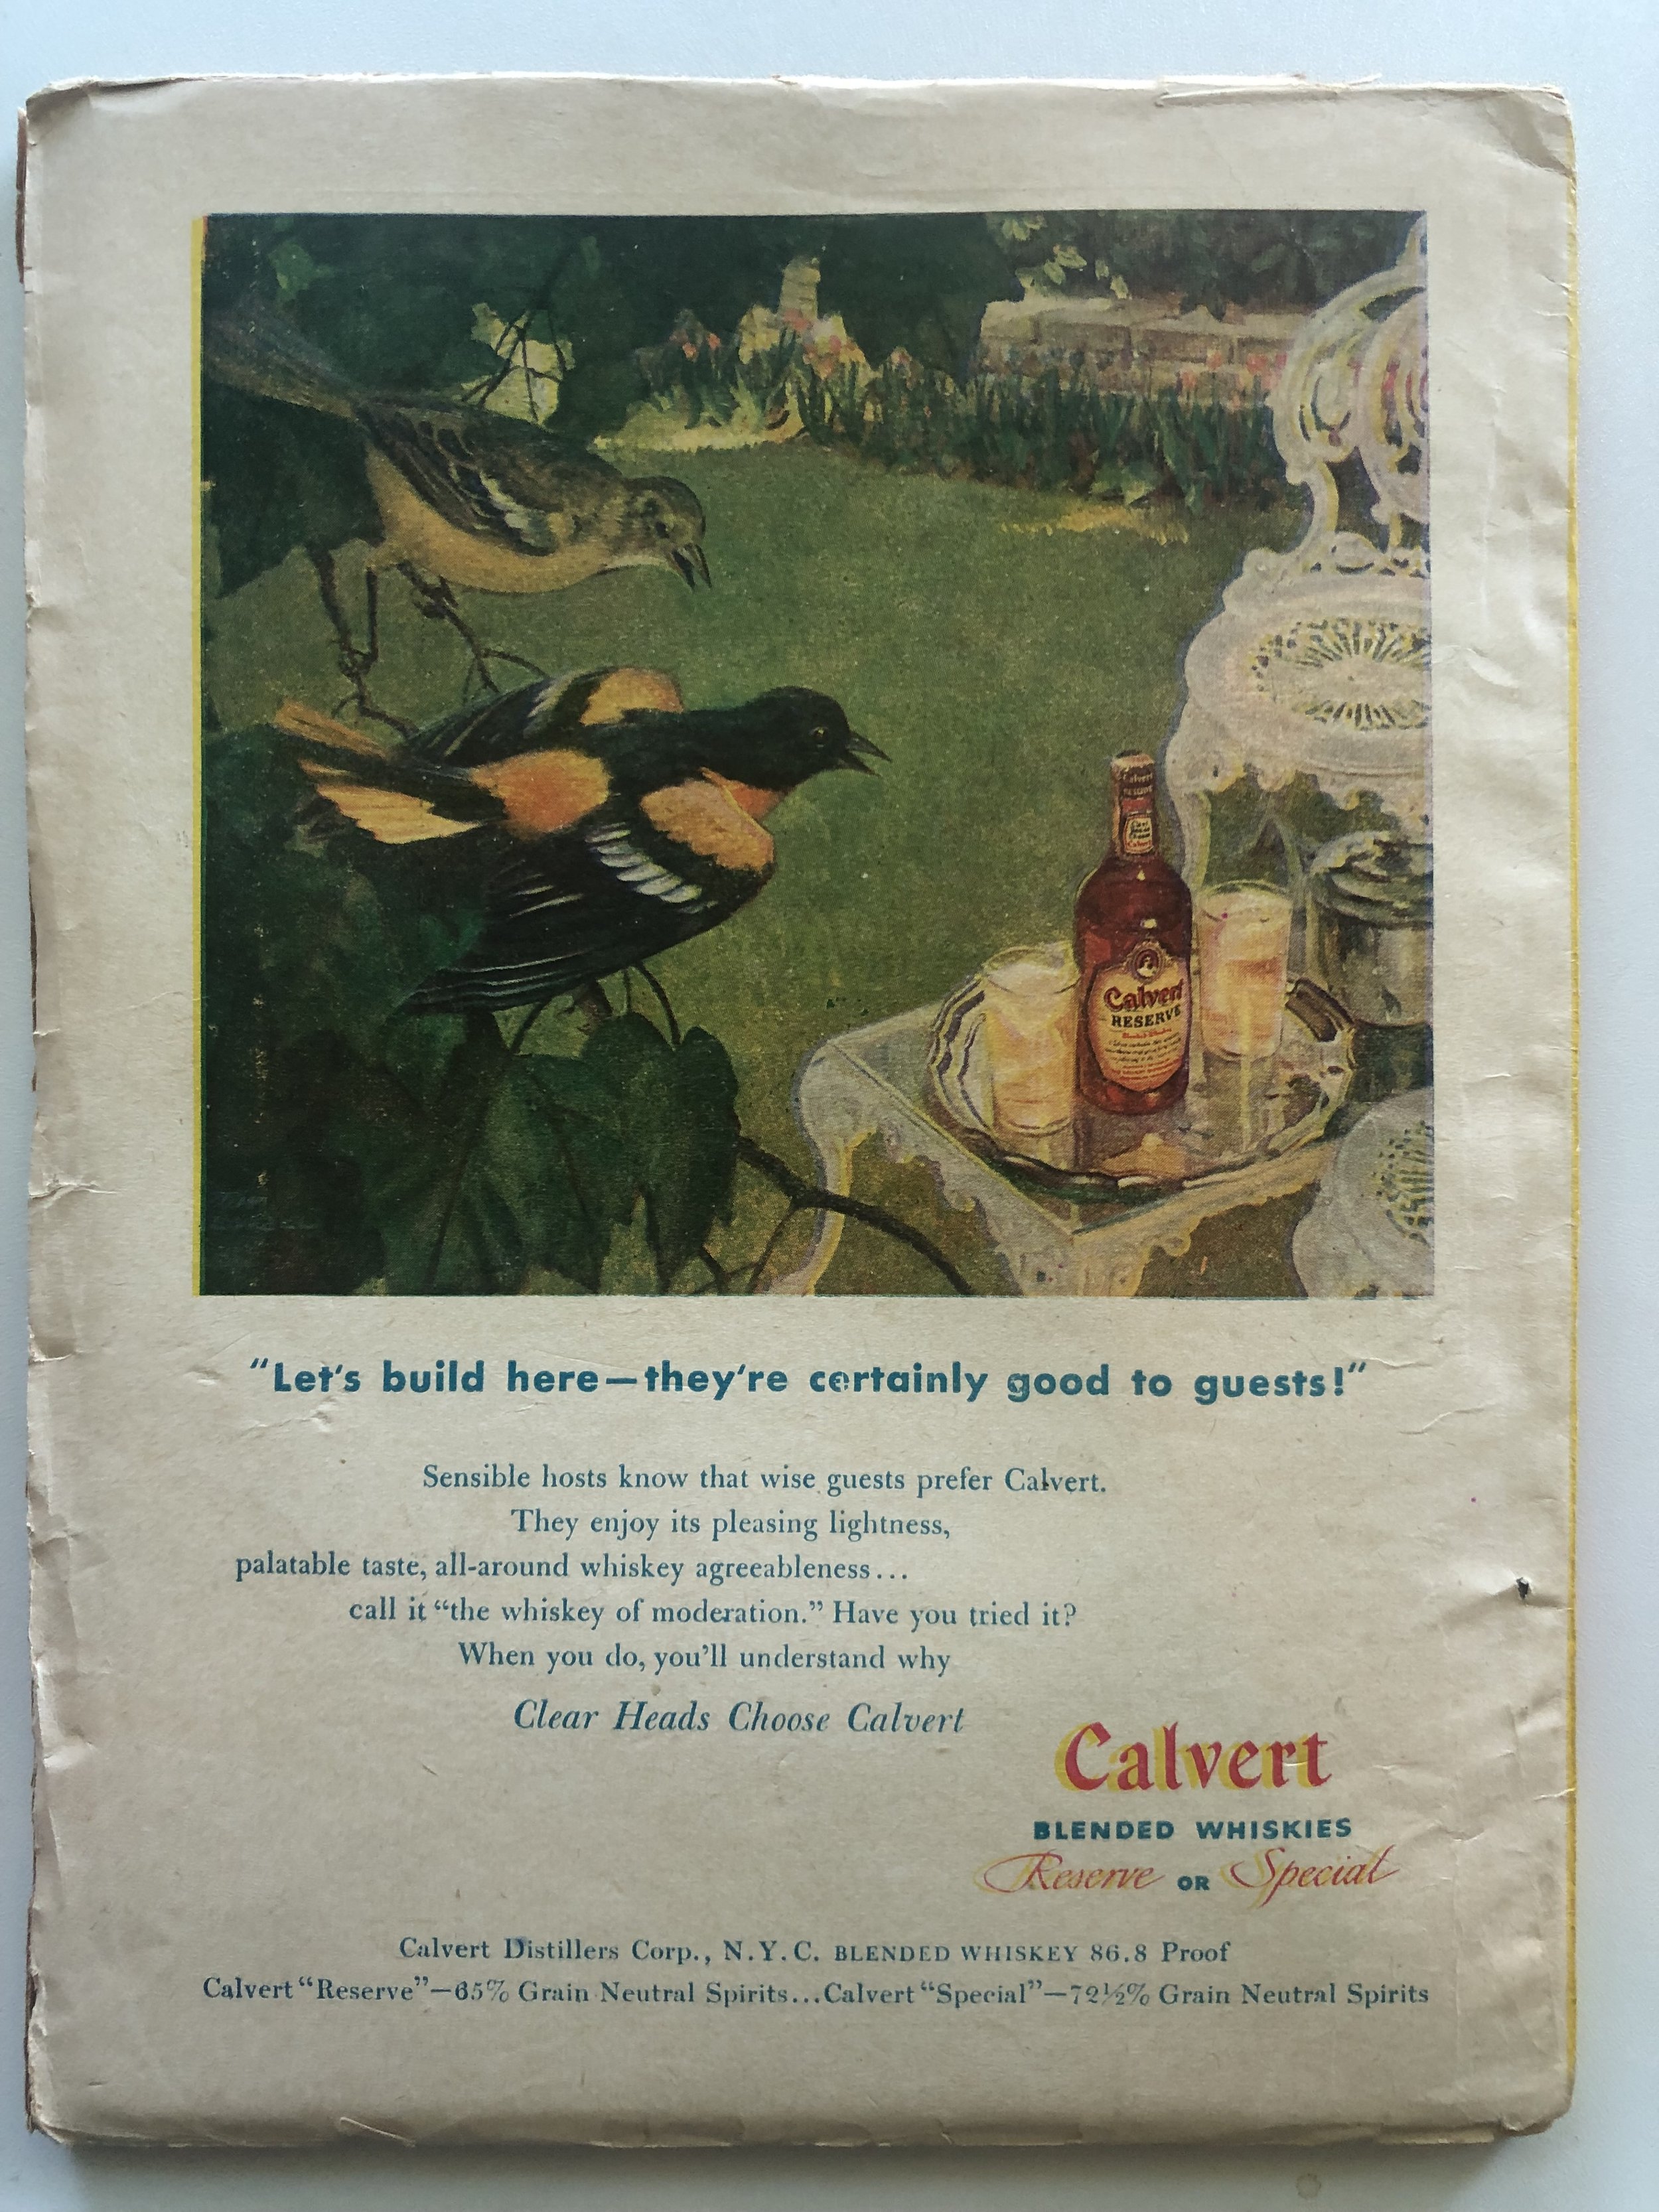 Calvert
RESERVE
Calvert
RESERVE
Blended Whiskey
"Let's build here—they're certainly good to guests!"
Sensible hosts know that wise guests prefer Calvert.
They enjoy its pleasing lightness,
palatable taste, all-around whiskey agreeableness...
call it "the whiskey of moderation." Have you tried it?
When you do, you'll understand why
Clear Heads Choose Calvert
Calvert
BLENDED WHISKIES
Reserve OR Special
Calvert Distillers Corp., N.Y.C. BLENDED WHISKEY 86.8 Proof
Calvert "Reserve"—65% Grain Neutral Spirits...Calvert "Special"—72½% Grain Neutral Spirits